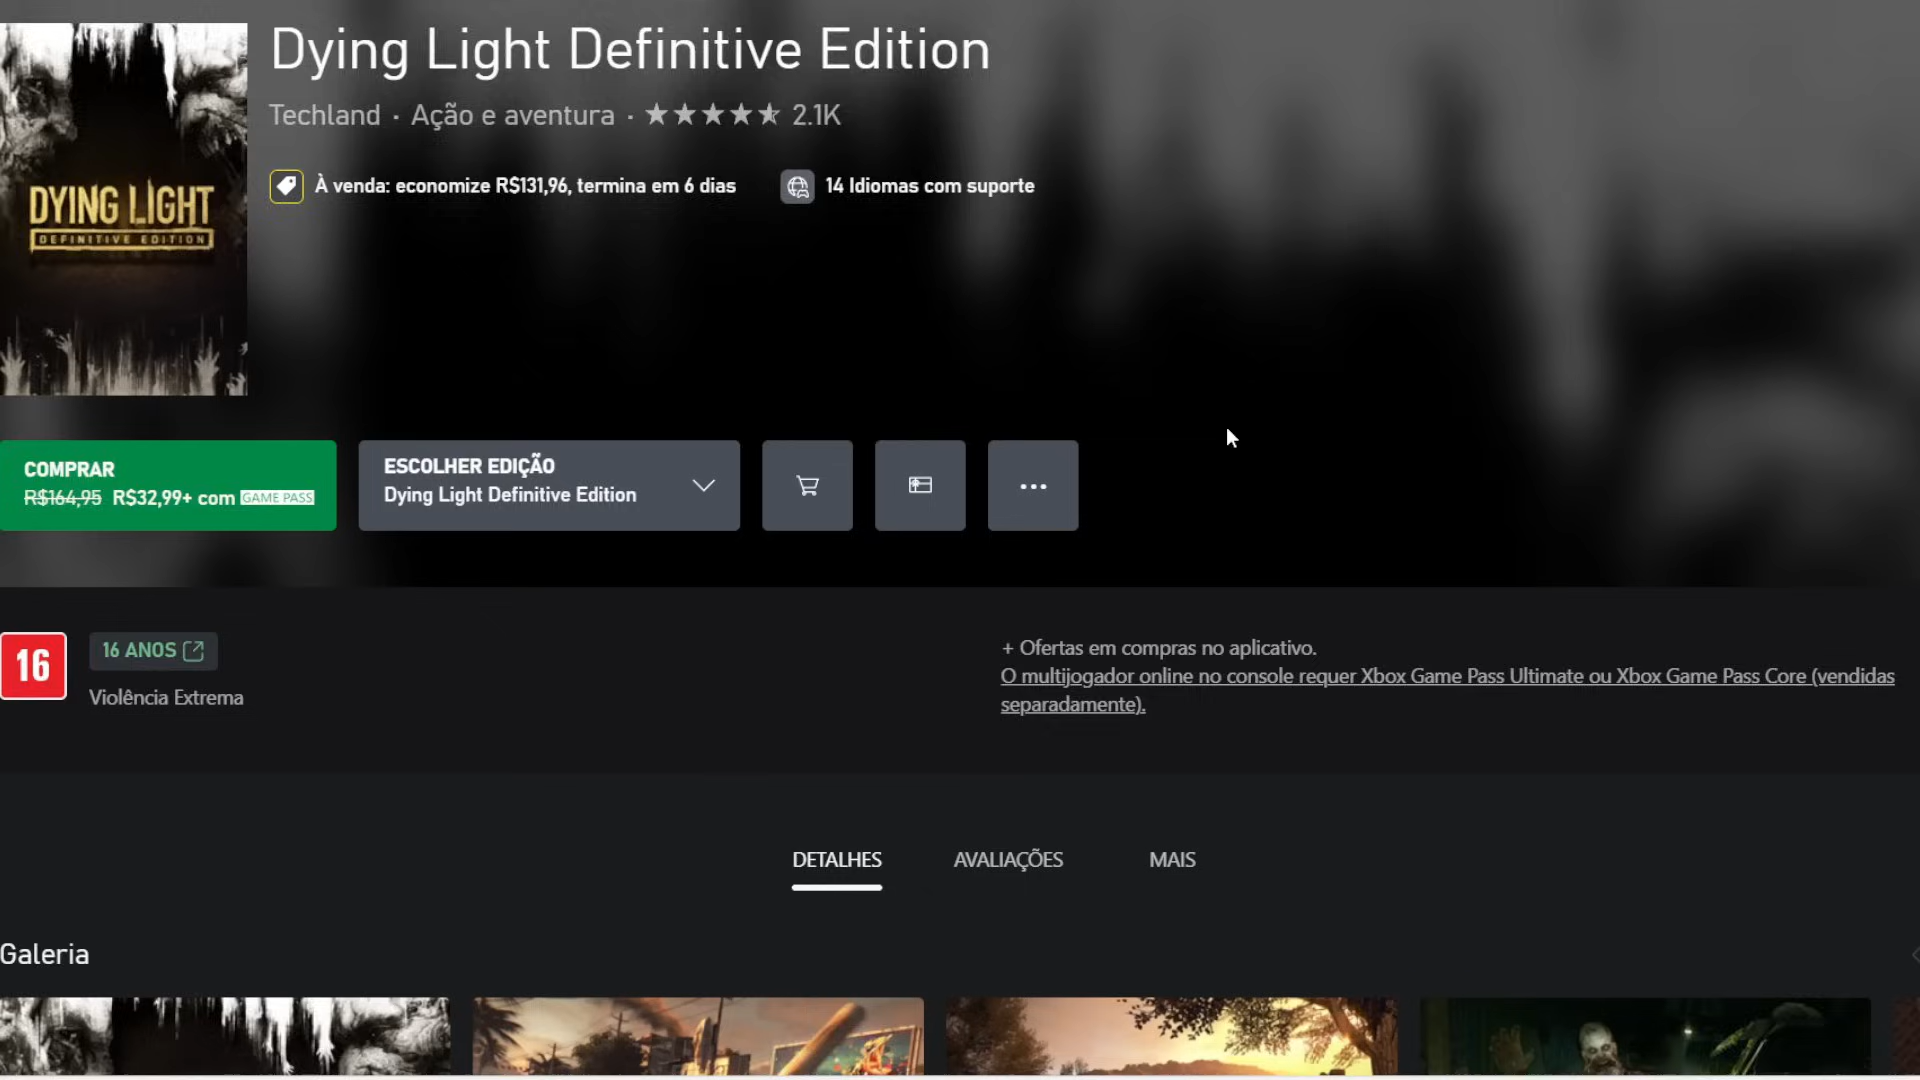 Dying Light Definitive Edition
Techland · Ação e aventura · 2.1K
À venda: economize R$131,96, termina em 6 dias
14 Idiomas com suporte
DYING LIGHT
DEFINITIVE EDITION
COMPRAR
R$164,95 R$32,99+ com GAME PASS
ESCOLHER EDIÇÃO
Dying Light Definitive Edition
16
16 ANOS
Violência Extrema
+ Ofertas em compras no aplicativo.
O multijogador online no console requer Xbox Game Pass Ultimate ou Xbox Game Pass Core (vendidas
separadamente).
DETALHES
AVALIAÇÕES
MAIS
Galeria